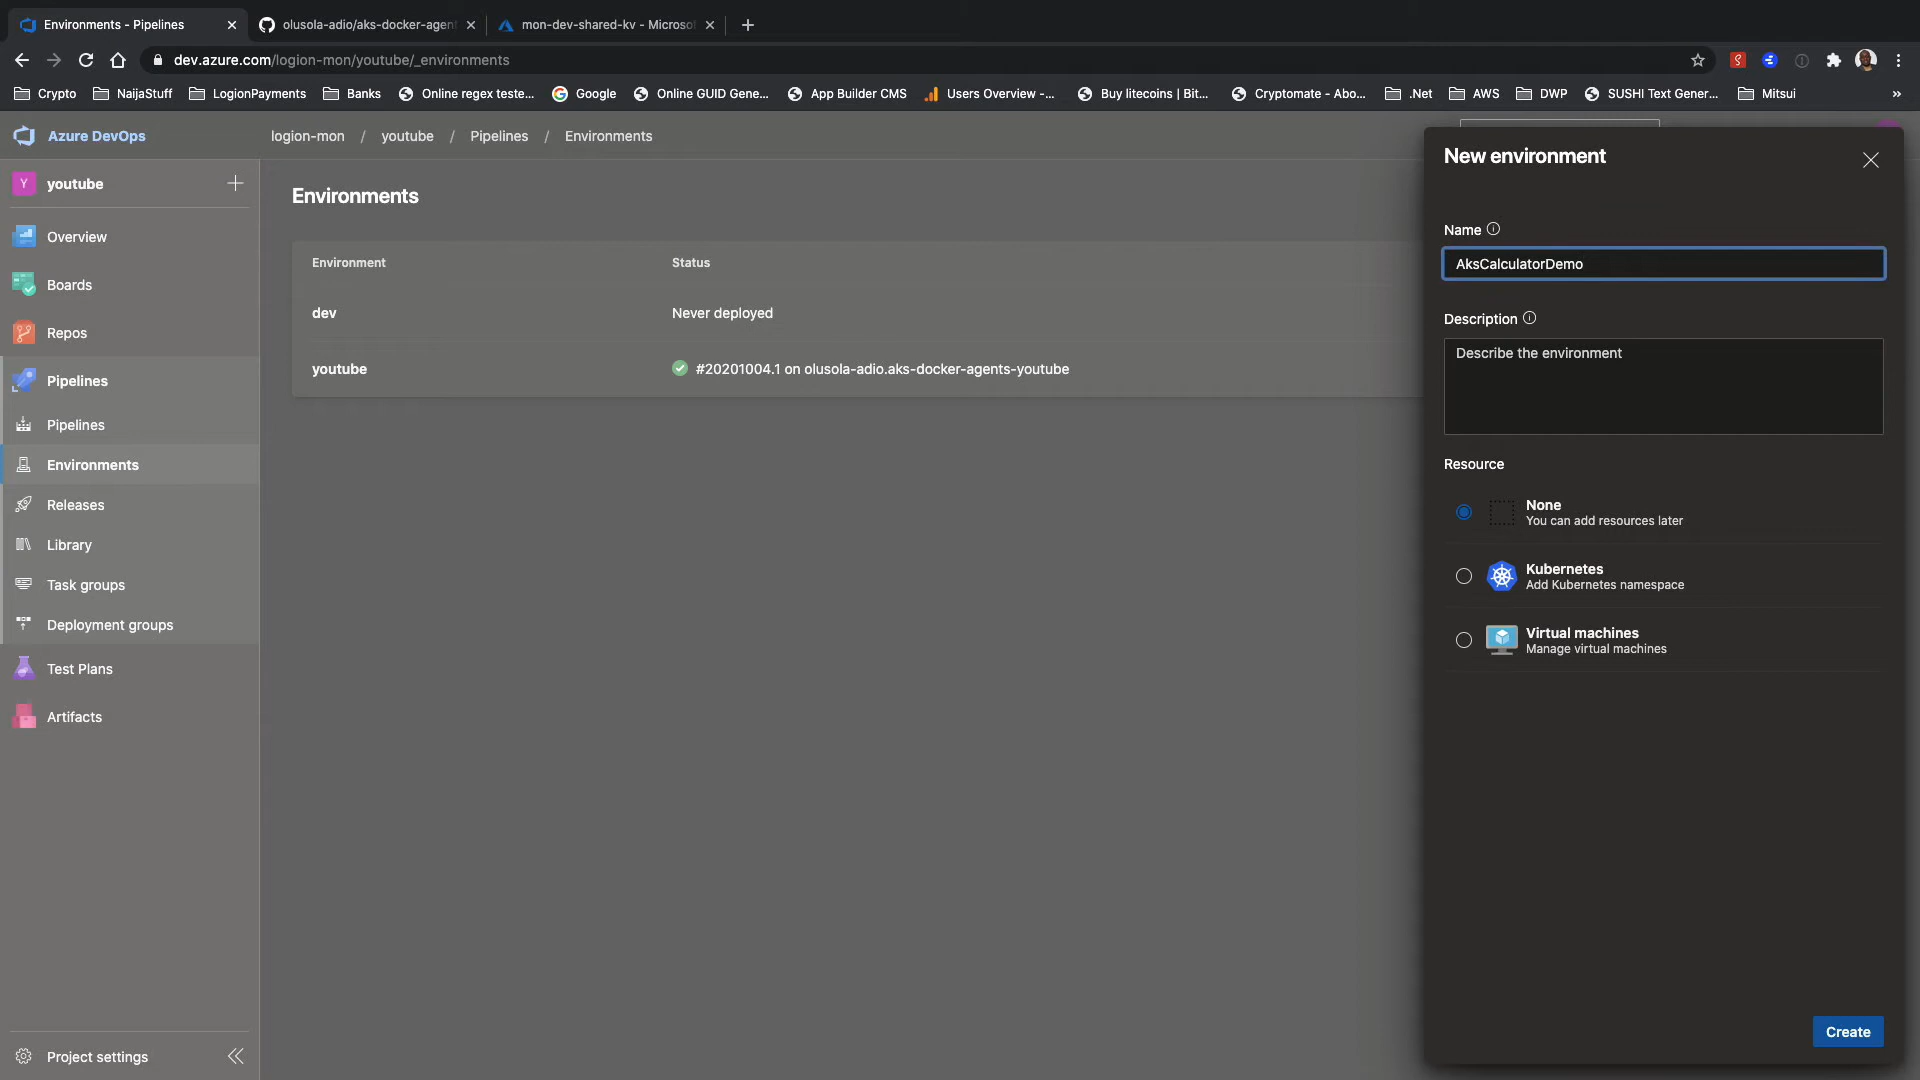 Environments - Pipelines
olusola-adio/aks-docker-agent
mon-dev-shared-kv - Microsof
dev.azure.com/logion-mon/youtube/_environments
Crypto
NaijaStuff
LogionPayments
Banks
Online regex teste...
Google
Online GUID Gene...
App Builder CMS
Users Overview -...
Buy litecoins | Bit...
Cryptomate - Abo...
.Net
AWS
DWP
SUSHI Text Gener...
Mitsui
»
Azure DevOps
logion-mon / youtube / Pipelines / Environments
Y
youtube
Overview
Boards
Repos
Pipelines
Pipelines
Environments
Releases
Library
Task groups
Deployment groups
Test Plans
Artifacts
Project settings
Environments
Environment
Status
dev
Never deployed
youtube
#20201004.1 on olusola-adio.aks-docker-agents-youtube
New environment
Name
AksCalculatorDemo
Description
Describe the environment
Resource
None
You can add resources later
Kubernetes
Add Kubernetes namespace
Virtual machines
Manage virtual machines
Create